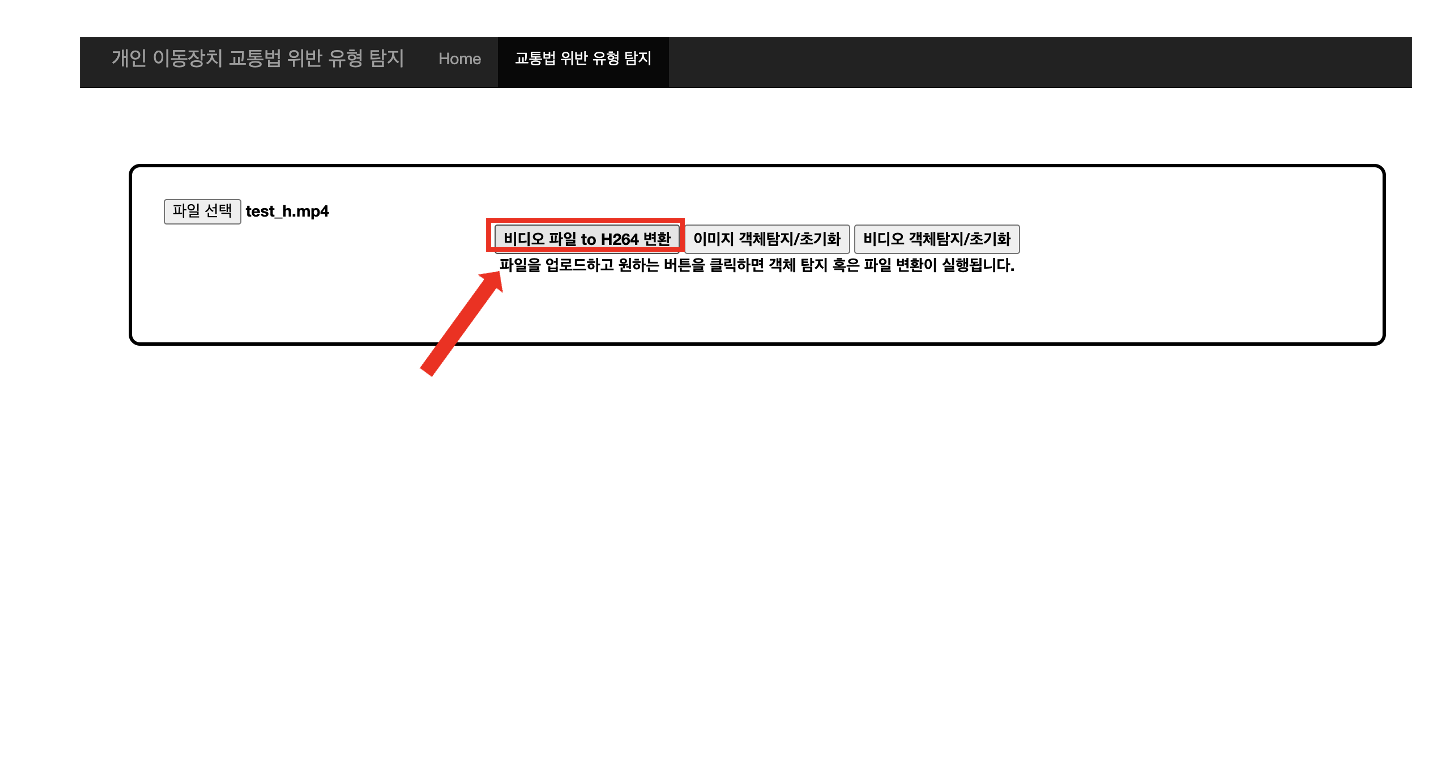 개인 이동장치 교통법 위반 유형 탐지 Home 교통법 위반 유형 탐지
파일 선택 test_h.mp4
비디오 파일 to H264 변환 이미지 객체탐지/초기화 비디오 객체탐지/초기화
파일을 업로드하고 원하는 버튼을 클릭하면 객체 탐지 혹은 파일 변환이 실행됩니다.